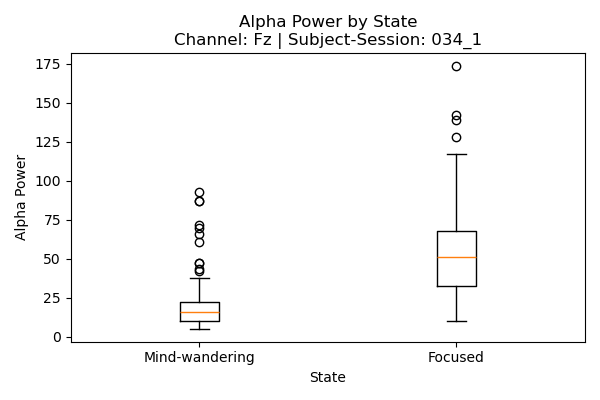 Alpha Power by State
Channel: Fz | Subject-Session: 034_1
175
150
125
100
75
50
25
0
Alpha Power
Mind-wandering
Focused
State